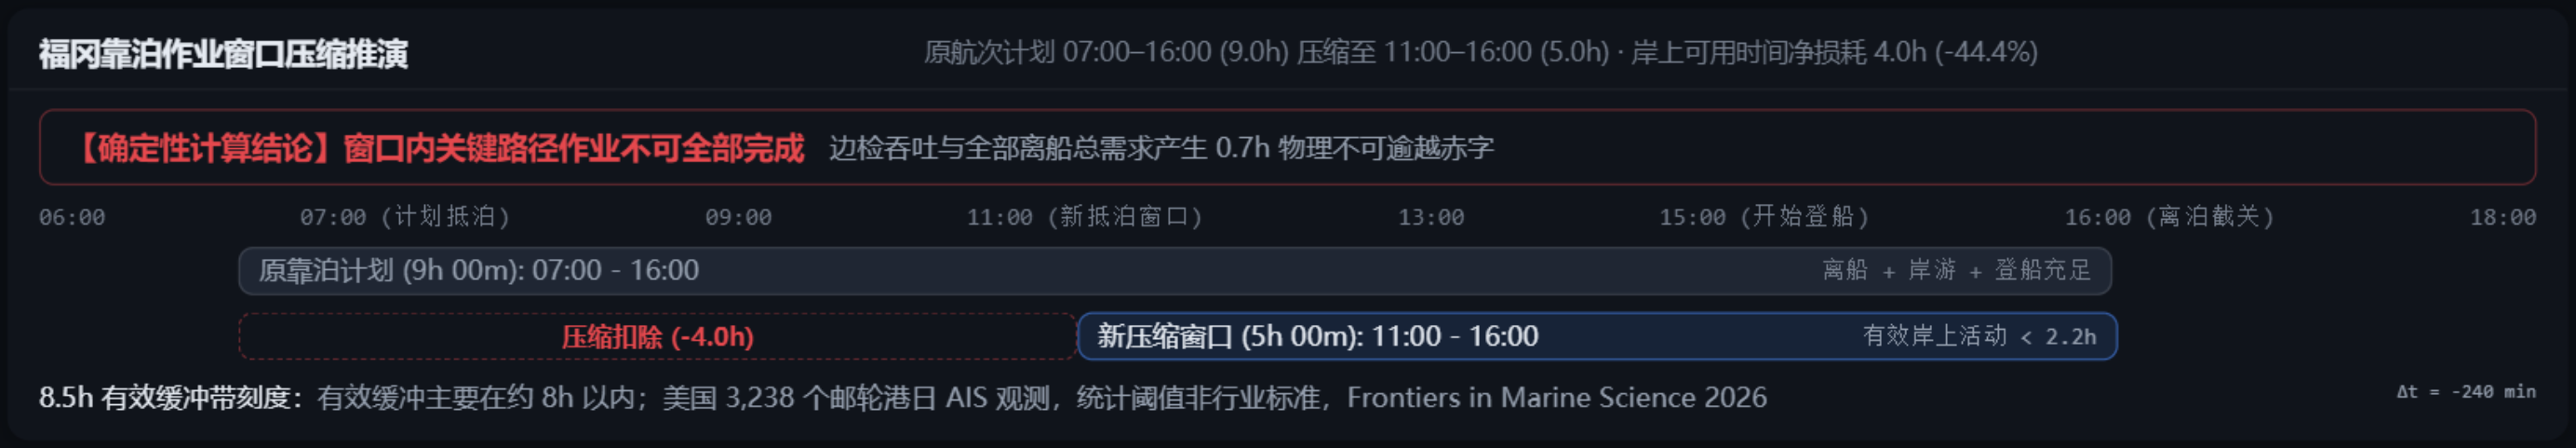 福冈靠泊作业窗口压缩推演
原航次计划 07:00–16:00 (9.0h) 压缩至 11:00–16:00 (5.0h) · 岸上可用时间净损耗 4.0h (-44.4%)
【确定性计算结论】窗口内关键路径作业不可全部完成 边检吞吐与全部离船总需求产生 0.7h 物理不可逾越赤字
06:00 07:00 (计划抵泊) 09:00 11:00 (新抵泊窗口) 13:00 15:00 (开始登船) 16:00 (离泊截关) 18:00
原靠泊计划 (9h 00m): 07:00 - 16:00 离船 + 岸游 + 登船充足
压缩扣除 (-4.0h) 新压缩窗口 (5h 00m): 11:00 - 16:00 有效岸上活动 < 2.2h
8.5h 有效缓冲带刻度：有效缓冲主要在约 8h 以内；美国 3,238 个邮轮港日 AIS 观测，统计阈值非行业标准，Frontiers in Marine Science 2026 Δt = -240 min